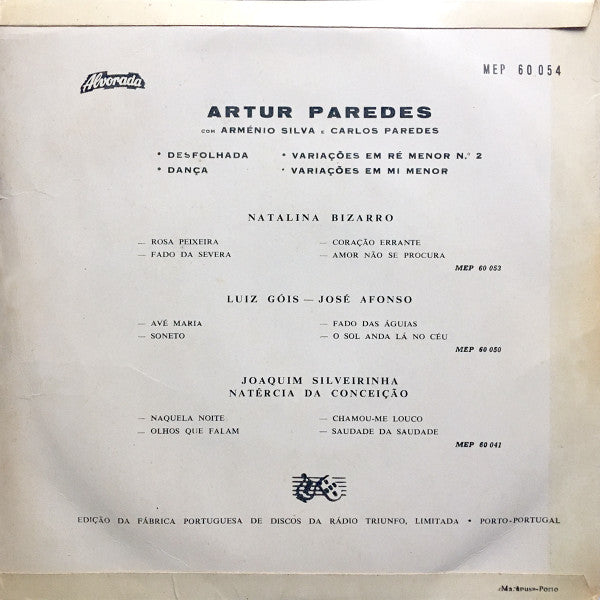 Alvorada
MEP 60 054
ARTUR PAREDES
COM ARMÉNIO SILVA E CARLOS PAREDES
• DESFOLHADA • VARIAÇÕES EM RÉ MENOR N.º 2
• DANÇA • VARIAÇÕES EM MI MENOR
NATALINA BIZARRO
— ROSA PEIXEIRA — CORAÇÃO ERRANTE
— FADO DA SEVERA — AMOR NÃO SE PROCURA
MEP 60 053
LUIZ GÓIS — JOSÉ AFONSO
— AVÉ MARIA — FADO DAS ÁGUIAS
— SONETO — O SOL ANDA LÁ NO CÉU
MEP 60 050
JOAQUIM SILVEIRINHA
NATÉRCIA DA CONCEIÇÃO
— NAQUELA NOITE — CHAMOU-ME LOUCO
— OLHOS QUE FALAM — SAUDADE DA SAUDADE
MEP 60 041
EDIÇÃO DA FÁBRICA PORTUGUESA DE DISCOS DA RÁDIO TRIUNFO, LIMITADA • PORTO-PORTUGAL
Porto